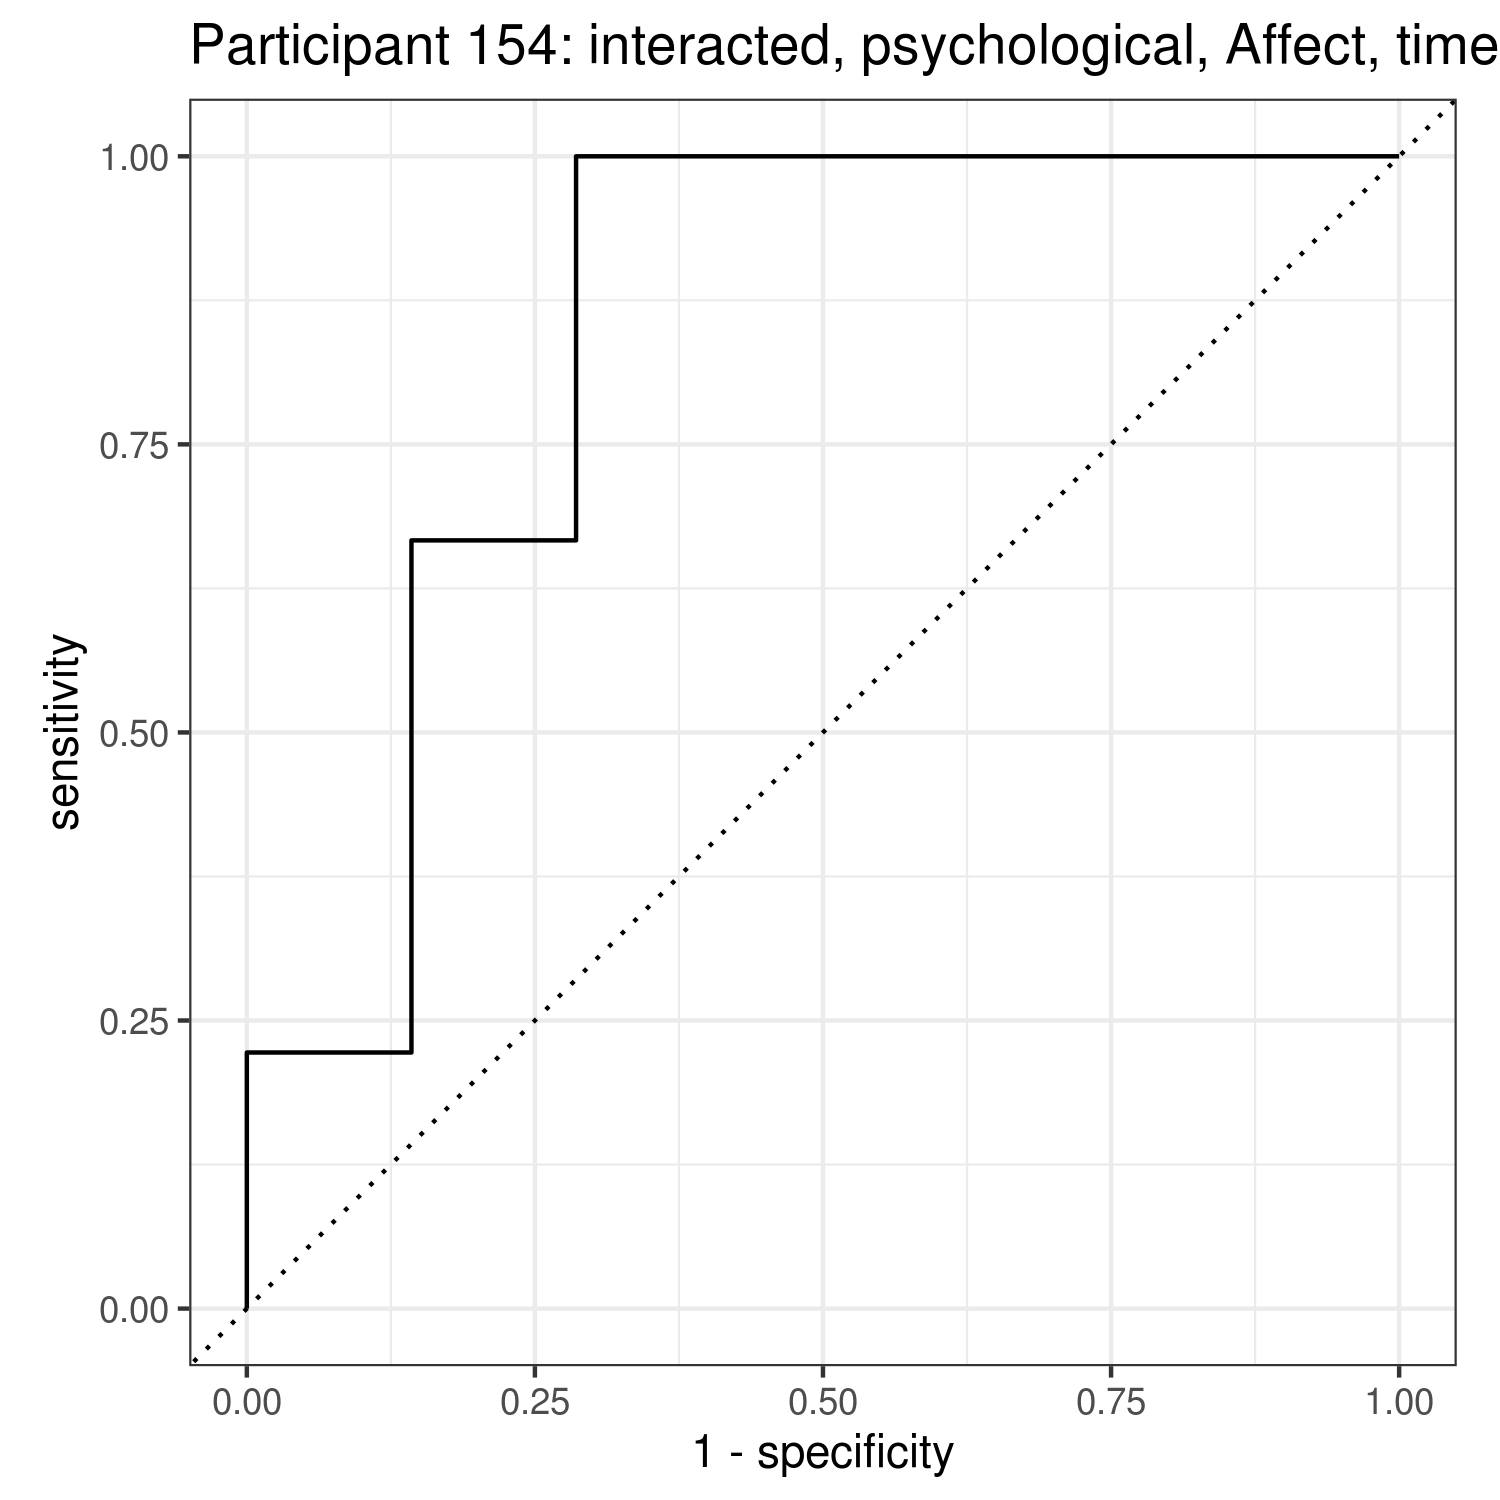 Participant 154: interacted, psychological, Affect, time
1.00
0.75
0.50
0.25
0.00
sensitivity
0.00 0.25 0.50 0.75 1.00
1 - specificity